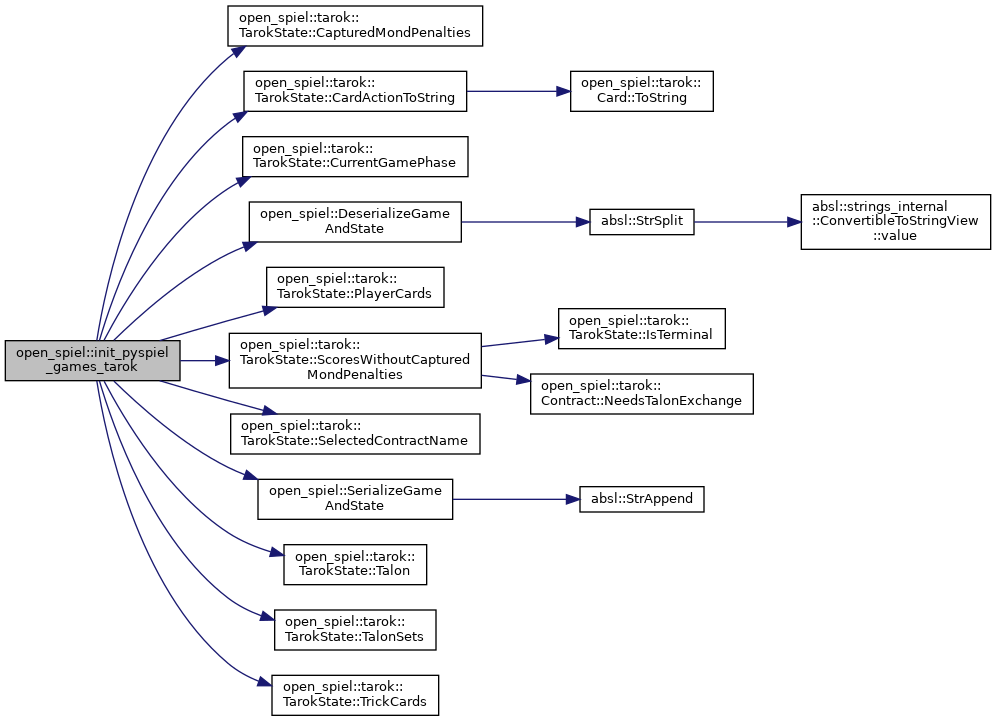 open_spiel::tarok::
TarokState::CapturedMondPenalties
open_spiel::tarok::
TarokState::CardActionToString
open_spiel::tarok::
Card::ToString
open_spiel::tarok::
TarokState::CurrentGamePhase
open_spiel::DeserializeGame
AndState
absl::StrSplit
absl::strings_internal
::ConvertibleToStringView
::value
open_spiel::tarok::
TarokState::PlayerCards
open_spiel::init_pyspiel
_games_tarok
open_spiel::tarok::
TarokState::ScoresWithoutCaptured
MondPenalties
open_spiel::tarok::
TarokState::IsTerminal
open_spiel::tarok::
Contract::NeedsTalonExchange
open_spiel::tarok::
TarokState::SelectedContractName
open_spiel::SerializeGame
AndState
absl::StrAppend
open_spiel::tarok::
TarokState::Talon
open_spiel::tarok::
TarokState::TalonSets
open_spiel::tarok::
TarokState::TrickCards